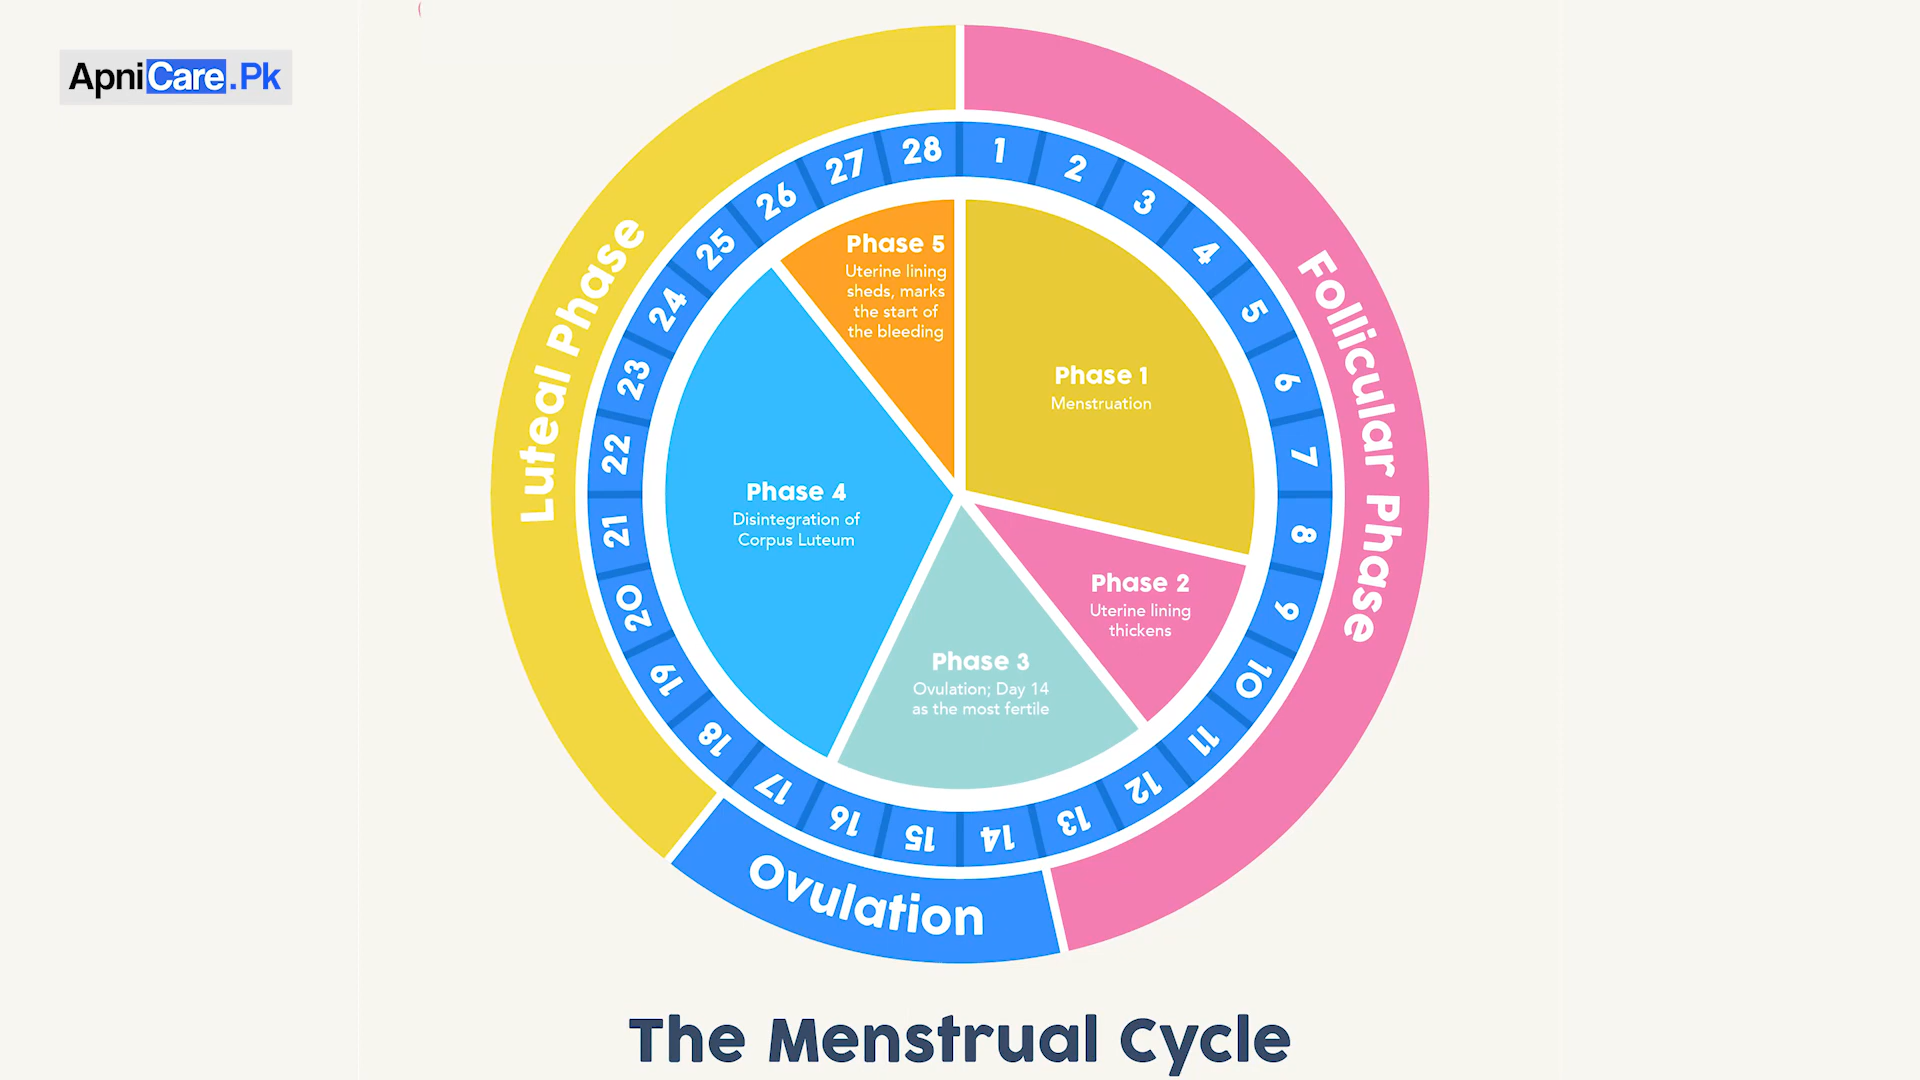 ApniCare.Pk
Luteal Phase
Follicular Phase
Ovulation
1
2
3
4
5
6
7
8
9
10
11
12
13
14
15
16
17
18
19
20
21
22
23
24
25
26
27
28
Phase 1
Menstruation
Phase 2
Uterine lining
thickens
Phase 3
Ovulation; Day 14
as the most fertile
Phase 4
Disintegration of
Corpus Luteum
Phase 5
Uterine lining
sheds, marks
the start of
the bleeding
The Menstrual Cycle